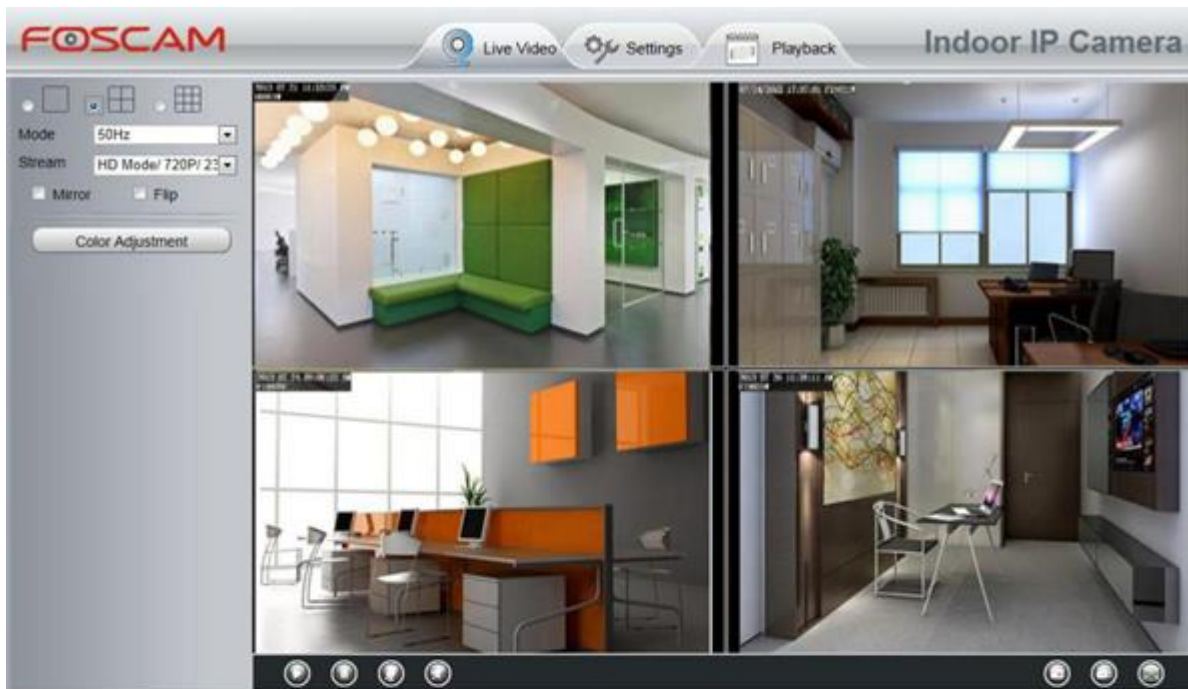 FOSCAM
Live Video
Settings
Playback
Indoor IP Camera
Mode
50Hz
Stream
HD Mode/ 720P/ 23
Mirror
Flip
Color Adjustment